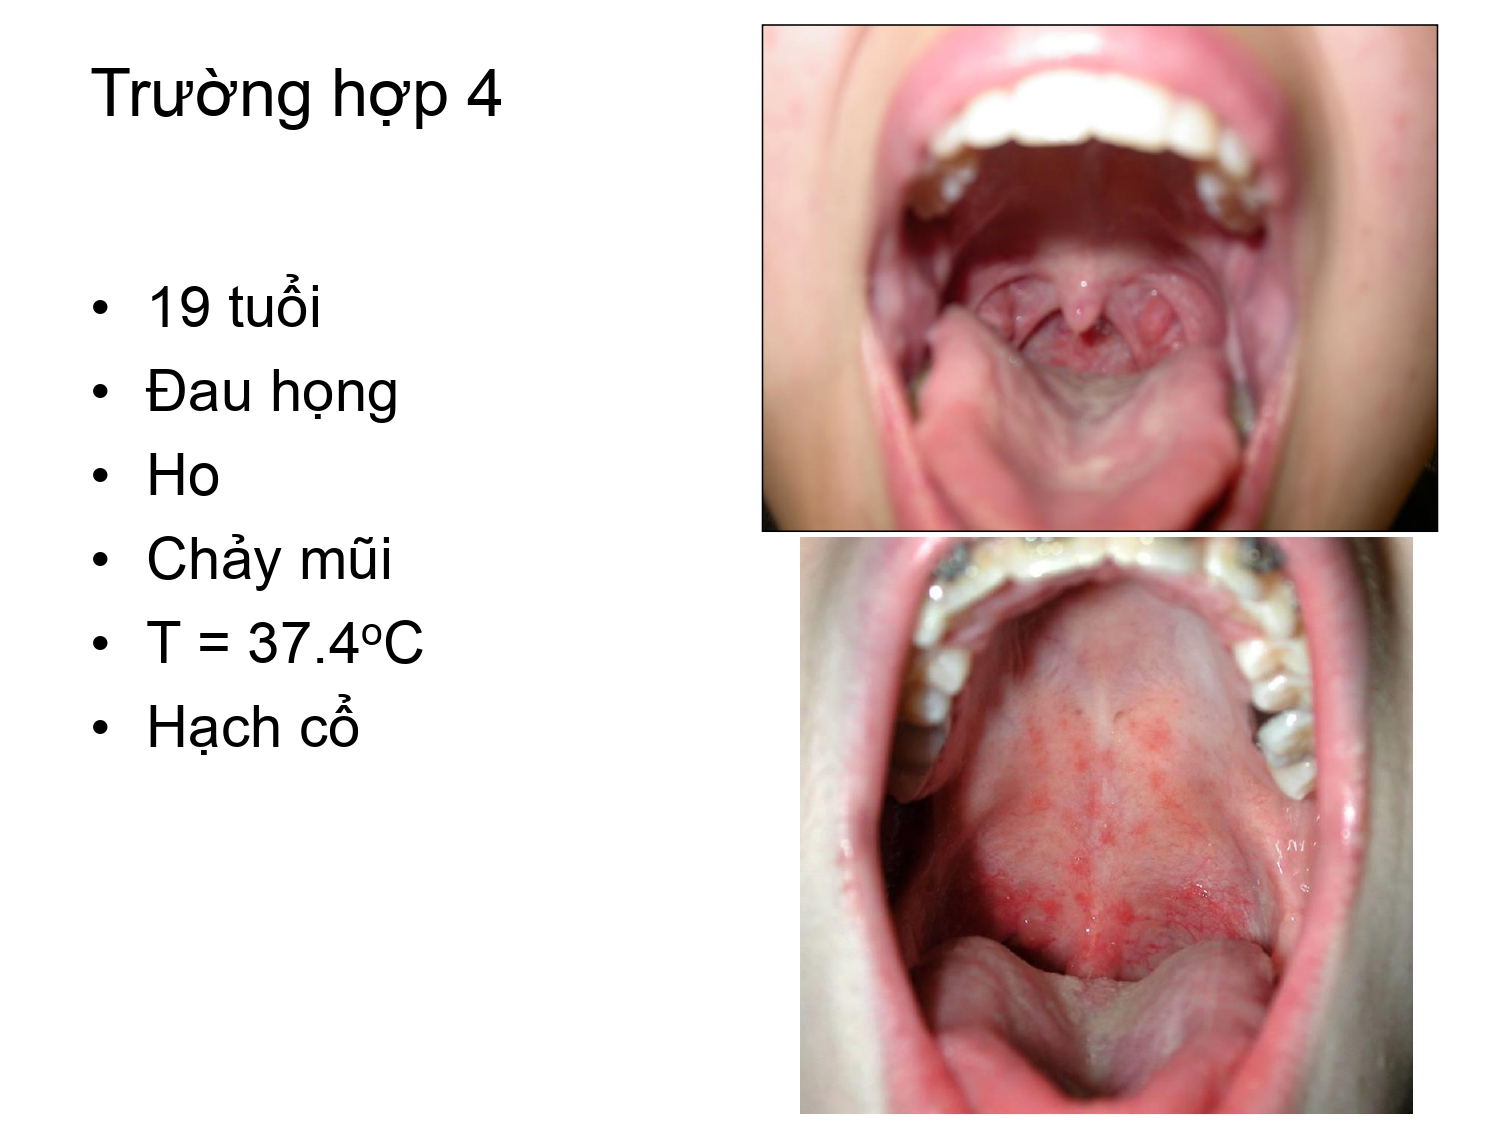 Trường hợp 4
• 19 tuổi
• Đau họng
• Ho
• Chảy mũi
• T = 37.4ºC
• Hạch cổ